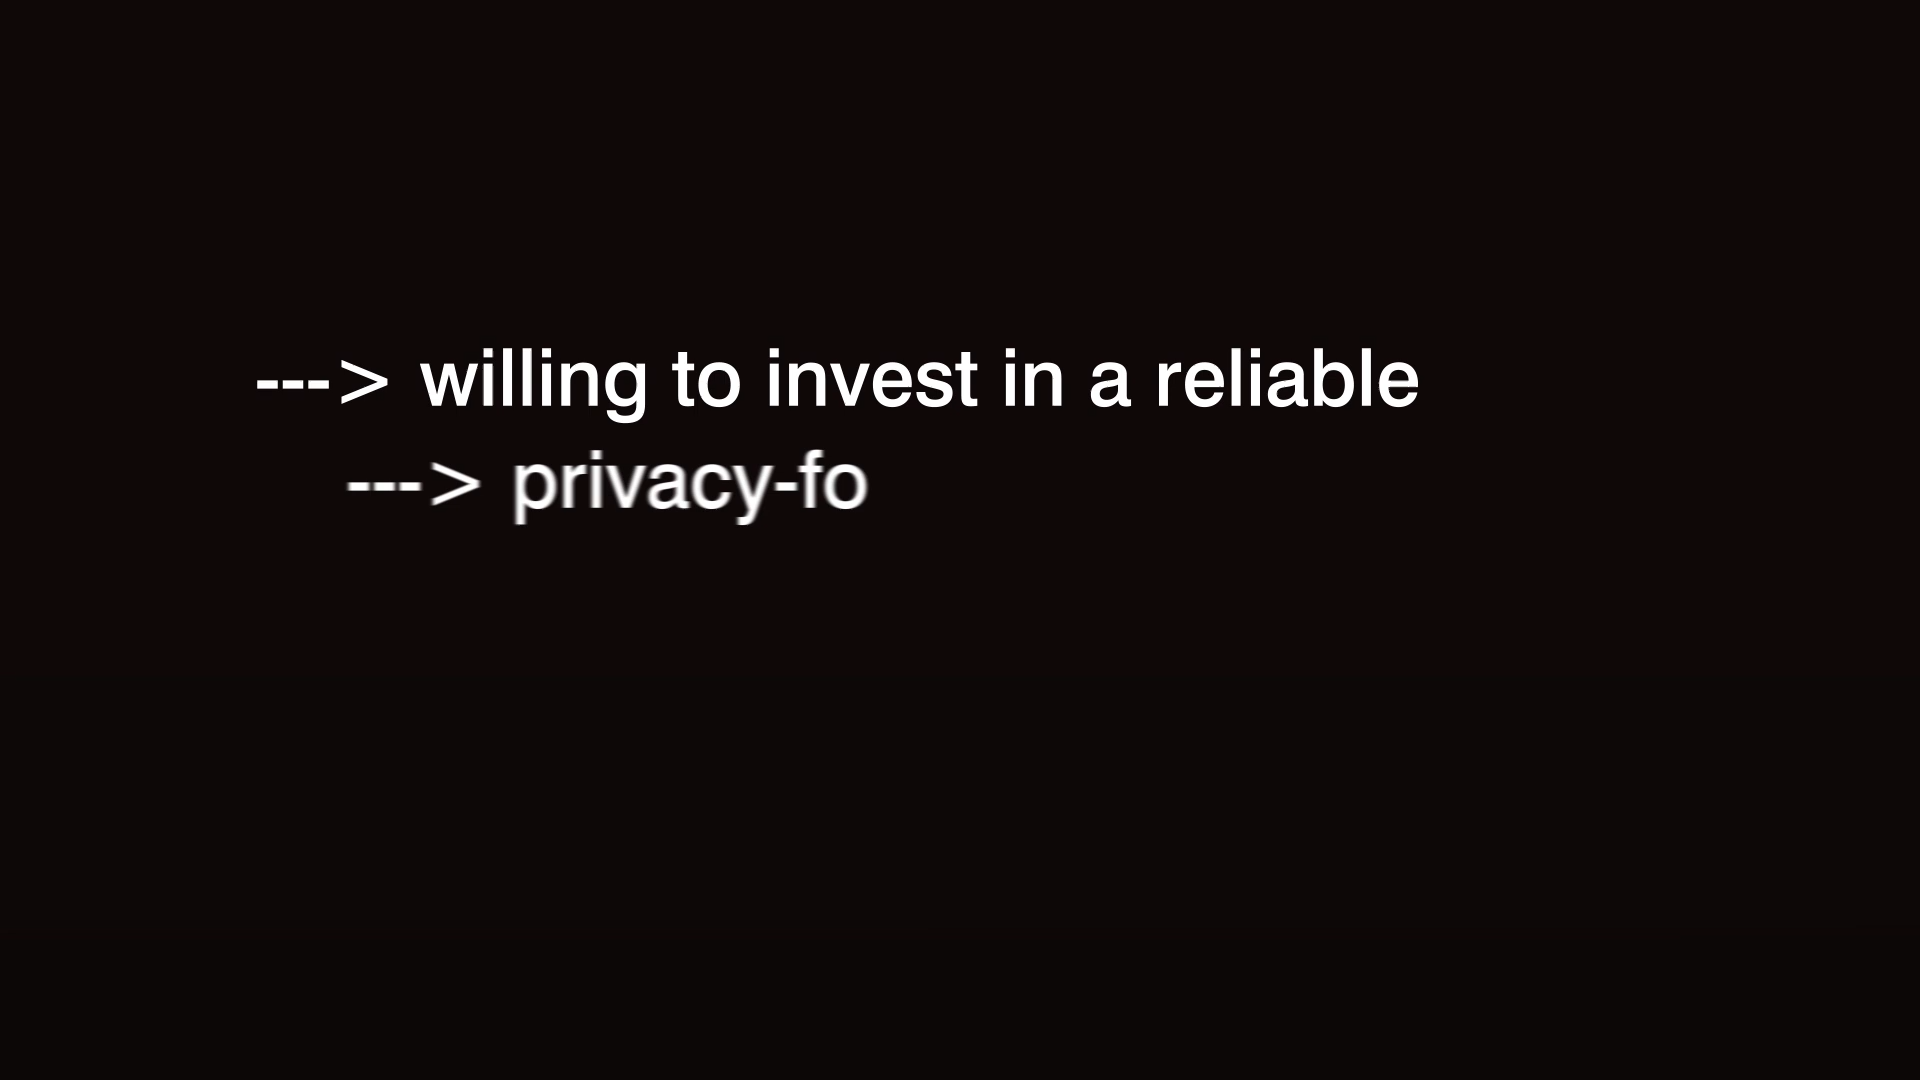 ---> willing to invest in a reliable
---> privacy-fo